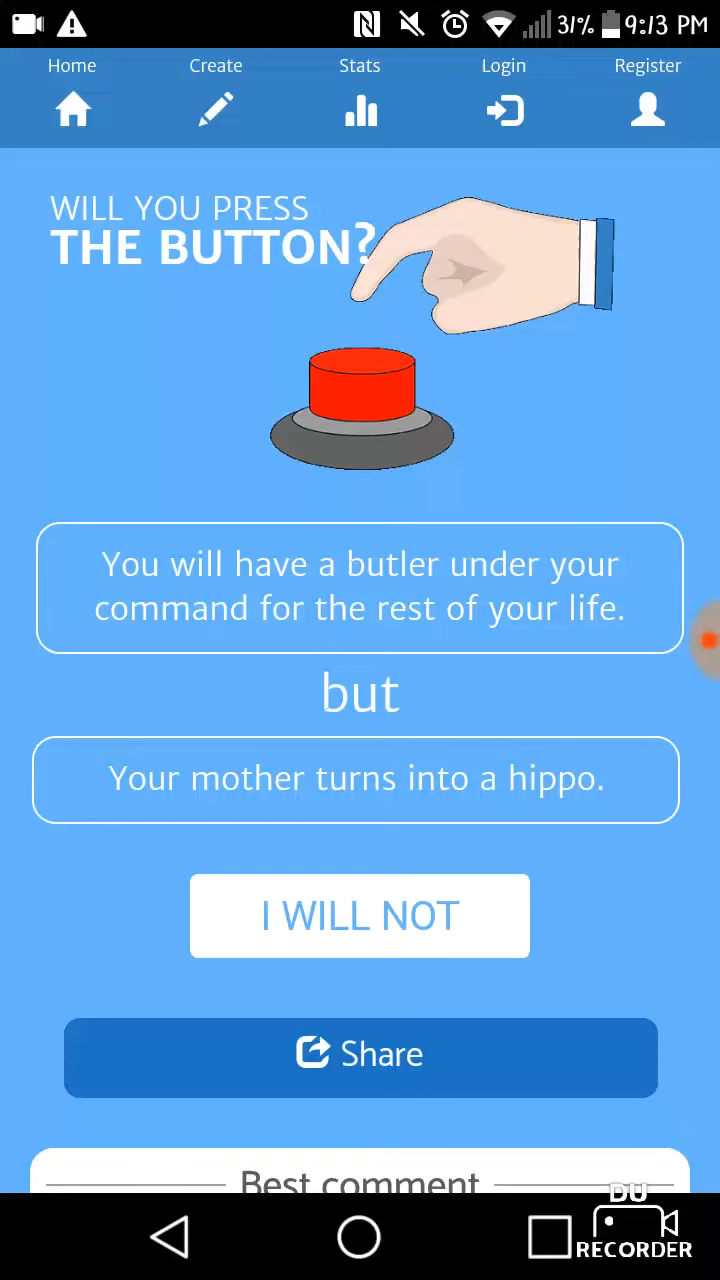 31% 9:13 PM
Home Create Stats Login Register
WILL YOU PRESS
THE BUTTON?
You will have a butler under your
command for the rest of your life.
but
Your mother turns into a hippo.
I WILL NOT
Share
Best comment
DU
RECORDER